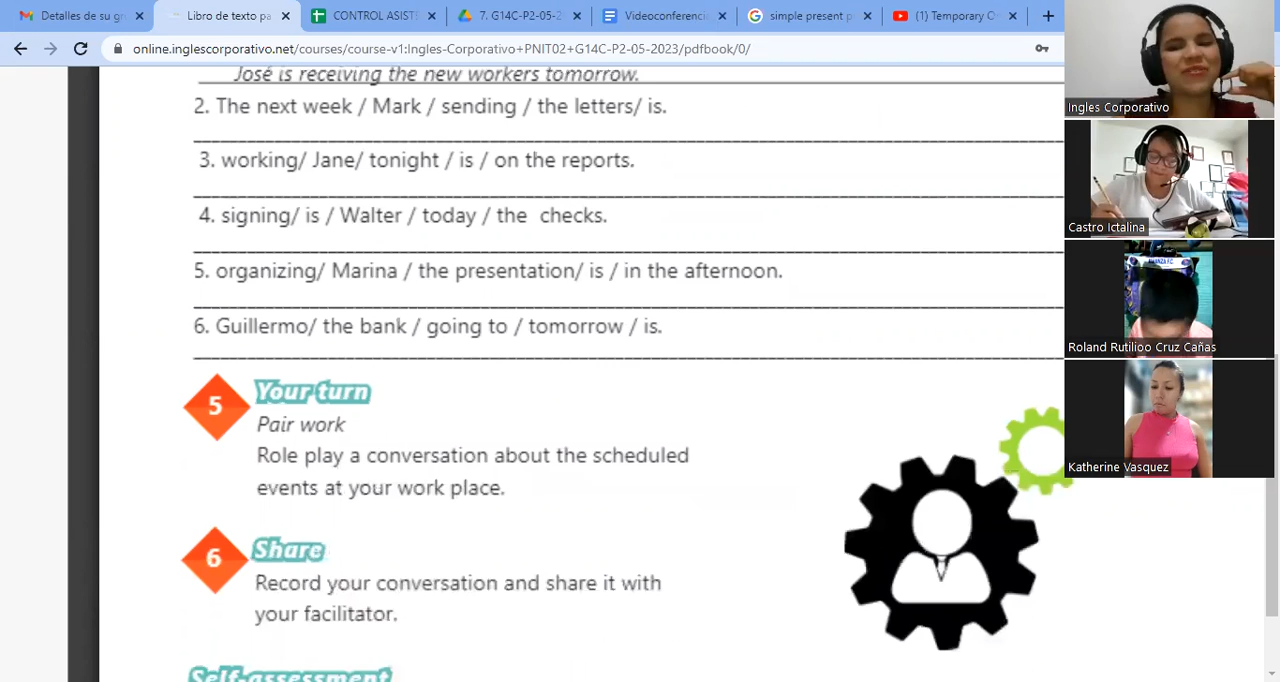 Detalles de su gr
Libro de texto pa
CONTROL ASIST
7. G14C-P2-05-2
Videoconferenci
simple present p
(1) Temporary C
online.inglescorporativo.net/courses/course-v1:Ingles-Corporativo+PNIT02+G14C-P2-05-2023/pdfbook/0/
José is receiving the new workers tomorrow.
2. The next week / Mark / sending / the letters/ is.
3. working/ Jane/ tonight / is / on the reports.
4. signing/ is / Walter / today / the checks.
5. organizing/ Marina / the presentation/ is / in the afternoon.
6. Guillermo/ the bank / going to / tomorrow / is.
5
Your turn
Pair work
Role play a conversation about the scheduled
events at your work place.
6
Share
Record your conversation and share it with
your facilitator.
Self-assessment
Ingles Corporativo
Castro Ictalina
Roland Rutilioo Cruz Cañas
Katherine Vasquez